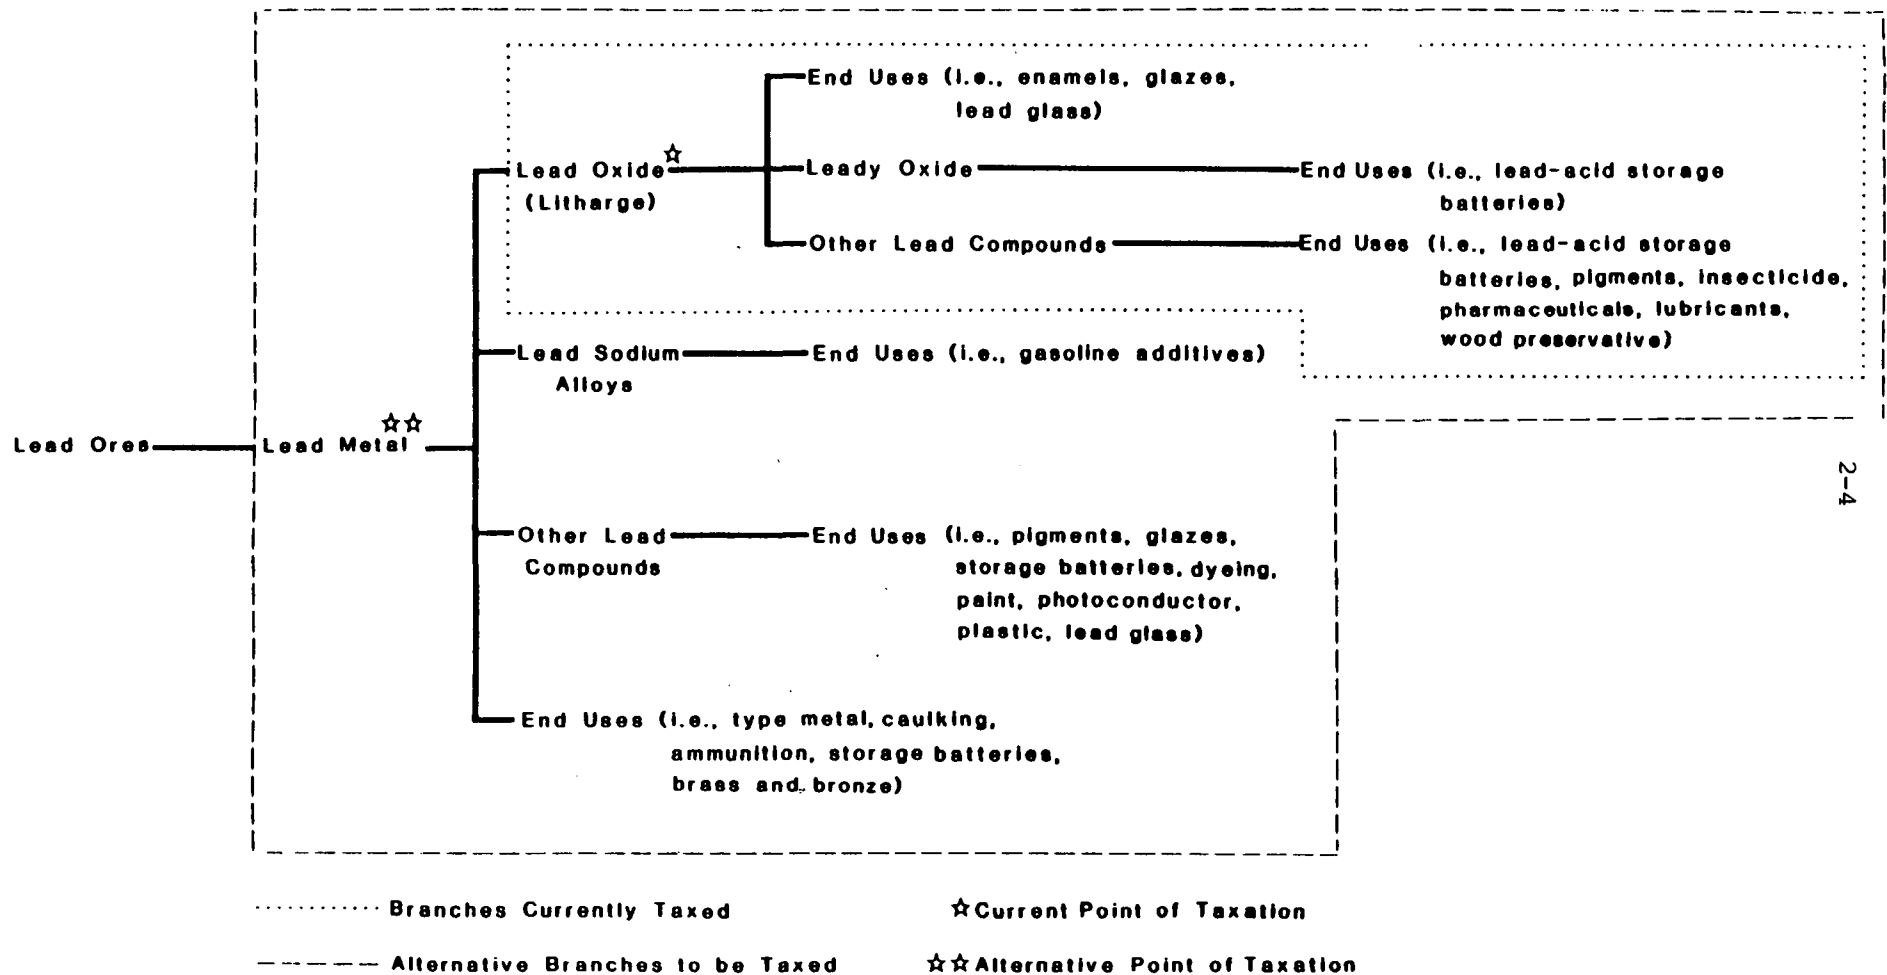 End Uses (i.e., enamels, glazes,
lead glass)
☆
Lead Oxide
(Litharge)
Leady Oxide
End Uses (i.e., lead-acid storage
batteries)
Other Lead Compounds
End Uses (i.e., lead-acid storage
batteries, pigments, insecticide,
pharmaceuticals, lubricants,
wood preservative)
Lead Sodium
Alloys
End Uses (i.e., gasoline additives)
Lead Ores
☆☆
Lead Metal
2-4
Other Lead
Compounds
End Uses (i.e., pigments, glazes,
storage batteries, dyeing,
paint, photoconductor,
plastic, lead glass)
End Uses (i.e., type metal, caulking,
ammunition, storage batteries,
brass and bronze)
Branches Currently Taxed
☆Current Point of Taxation
Alternative Branches to be Taxed
☆☆Alternative Point of Taxation